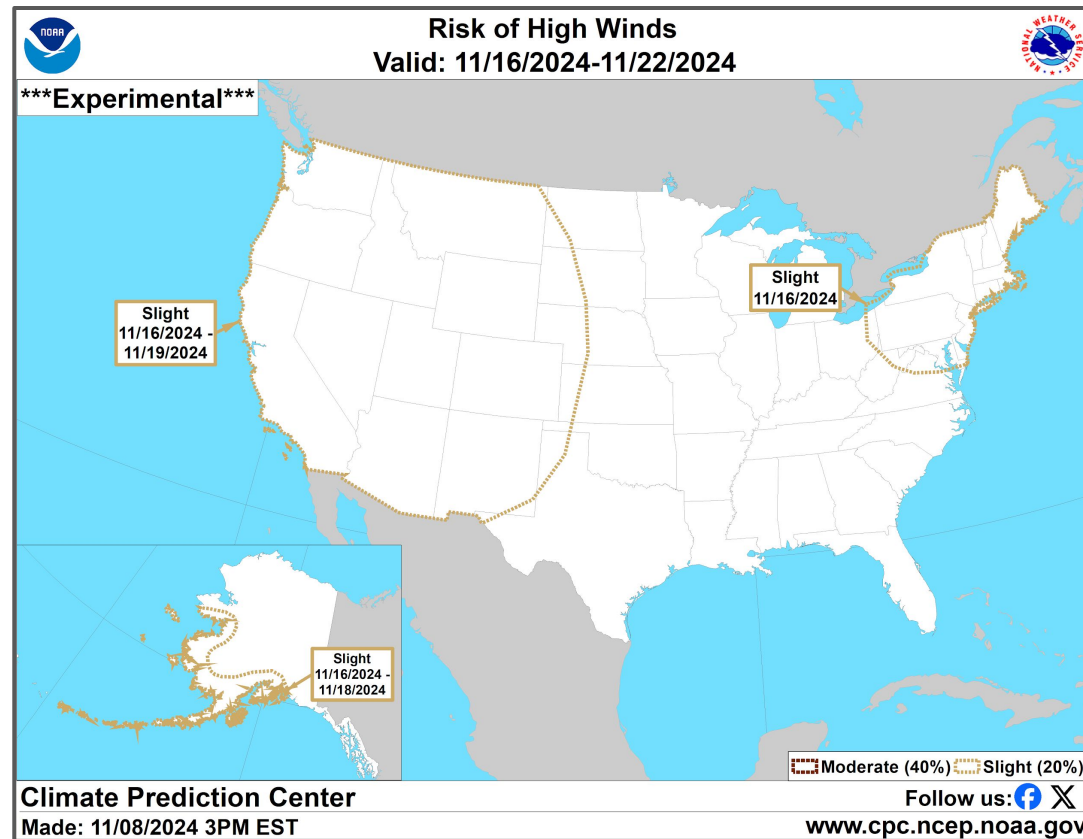 NOAA
Risk of High Winds
Valid: 11/16/2024-11/22/2024
NATIONAL WEATHER SERVICE
***Experimental***
Slight
11/16/2024
Slight
11/16/2024 -
11/19/2024
Slight
11/16/2024 -
11/18/2024
Moderate (40%) Slight (20%)
Climate Prediction Center
Follow us:
Made: 11/08/2024 3PM EST
www.cpc.ncep.noaa.gov